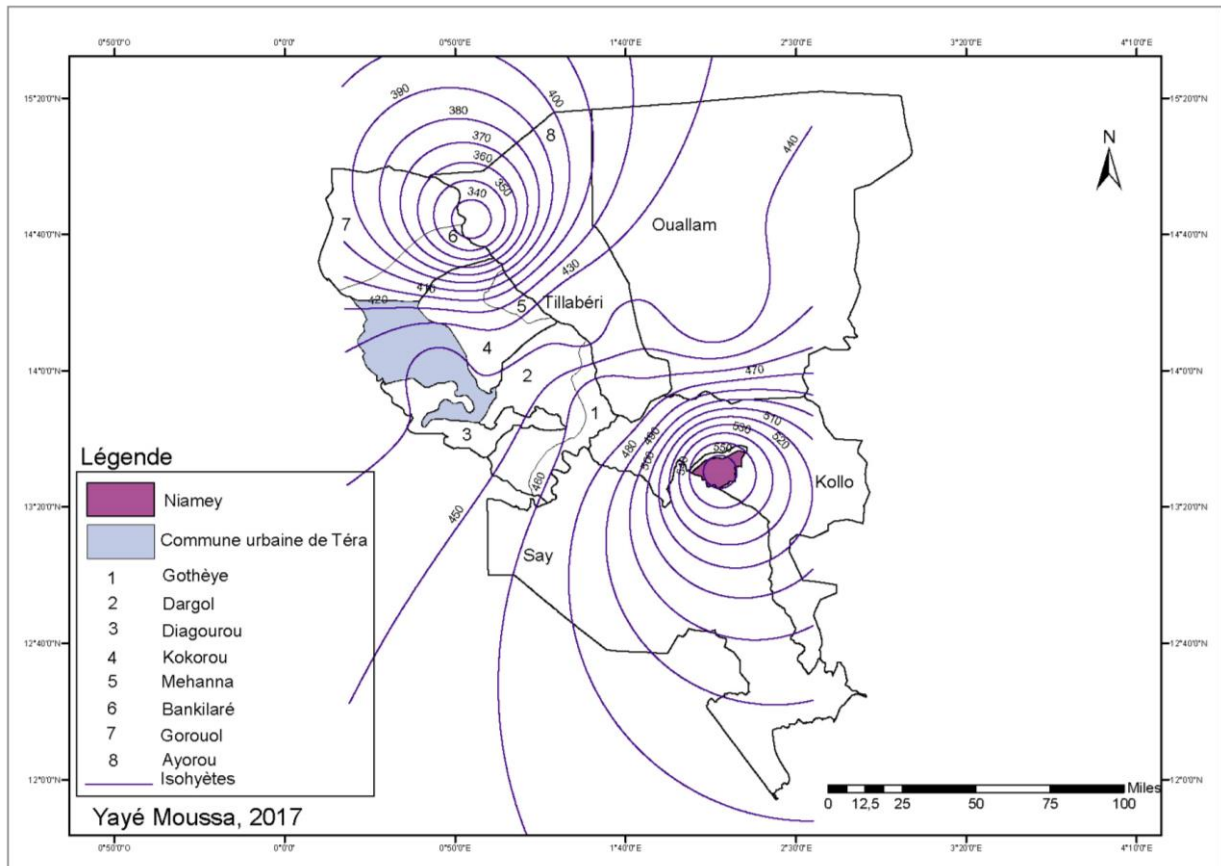 0°50'0"O 0°0'0"E 0°50'0"E 1°40'0"E 2°30'0"E 3°20'0"E 4°10'0"E
15°20'0"N 15°20'0"N
14°40'0"N 14°40'0"N
14°0'0"N 14°0'0"N
13°20'0"N 13°20'0"N
12°40'0"N 12°40'0"N
12°0'0"N 12°0'0"N
N
390
400
380
8
370
440
360
350
340
7
Ouallam
6
430
410
420
5
Tillabéri
4
2
470
1
510
530
490
520
3
480
550
500
540
460
Kollo
450
Say
Légende
Niamey
Commune urbaine de Téra
1 Gothèye
2 Dargol
3 Diagourou
4 Kokorou
5 Mehanna
6 Bankilaré
7 Gorouol
8 Ayorou
Isohyètes
Yayé Moussa, 2017
Miles
0 12,5 25 50 75 100
0°50'0"O 0°0'0"E 0°50'0"E 1°40'0"E 2°30'0"E 3°20'0"E 4°10'0"E